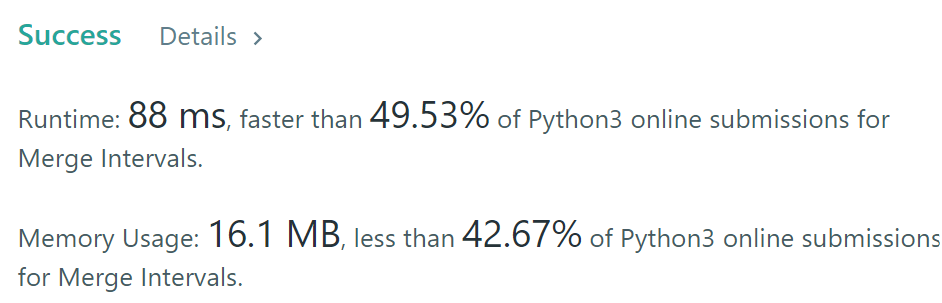 Success Details >
Runtime: 88 ms, faster than 49.53% of Python3 online submissions for
Merge Intervals.
Memory Usage: 16.1 MB, less than 42.67% of Python3 online submissions
for Merge Intervals.